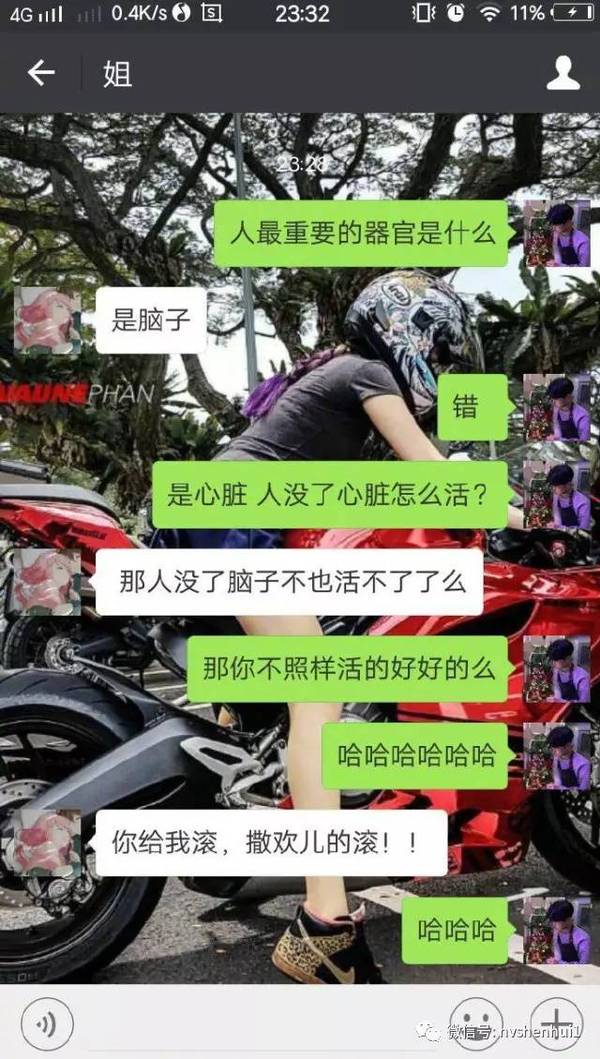 4G 0.4K/s S 23:32 11%
姐
23:28
人最重要的器官是什么
是脑子
PHAN
错
是心脏 人没了心脏怎么活?
那人没了脑子不也活不了了么
那你不照样活的好好的么
哈哈哈哈哈哈
你给我滚，撒欢儿的滚！！
哈哈哈
微信号: nvshenhui1